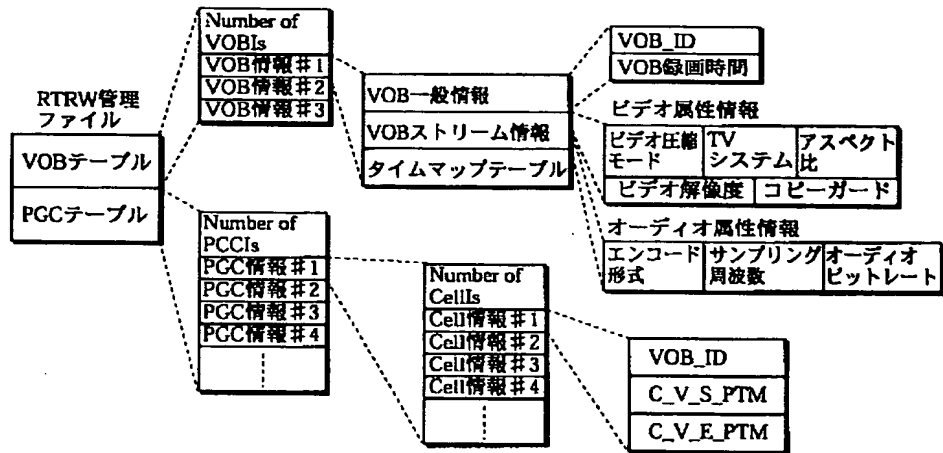 RTRW管理
ファイル
VOBテーブル
PGCテーブル
Number of
VOBIs
VOB情報#1
VOB情報#2
VOB情報#3
VOB一般情報
VOBストリーム情報
タイムマップテーブル
VOB_ID
VOB録画時間
ビデオ属性情報
ビデオ圧縮
モード
TV
システム
アスペクト
比
ビデオ解像度
コピーガード
オーディオ属性情報
エンコード
形式
サンプリング
周波数
オーディオ
ビットレート
Number of
PCCIs
PGC情報#1
PGC情報#2
PGC情報#3
PGC情報#4
Number of
CellIs
Cell情報#1
Cell情報#2
Cell情報#3
Cell情報#4
VOB_ID
C_V_S_PTM
C_V_E_PTM